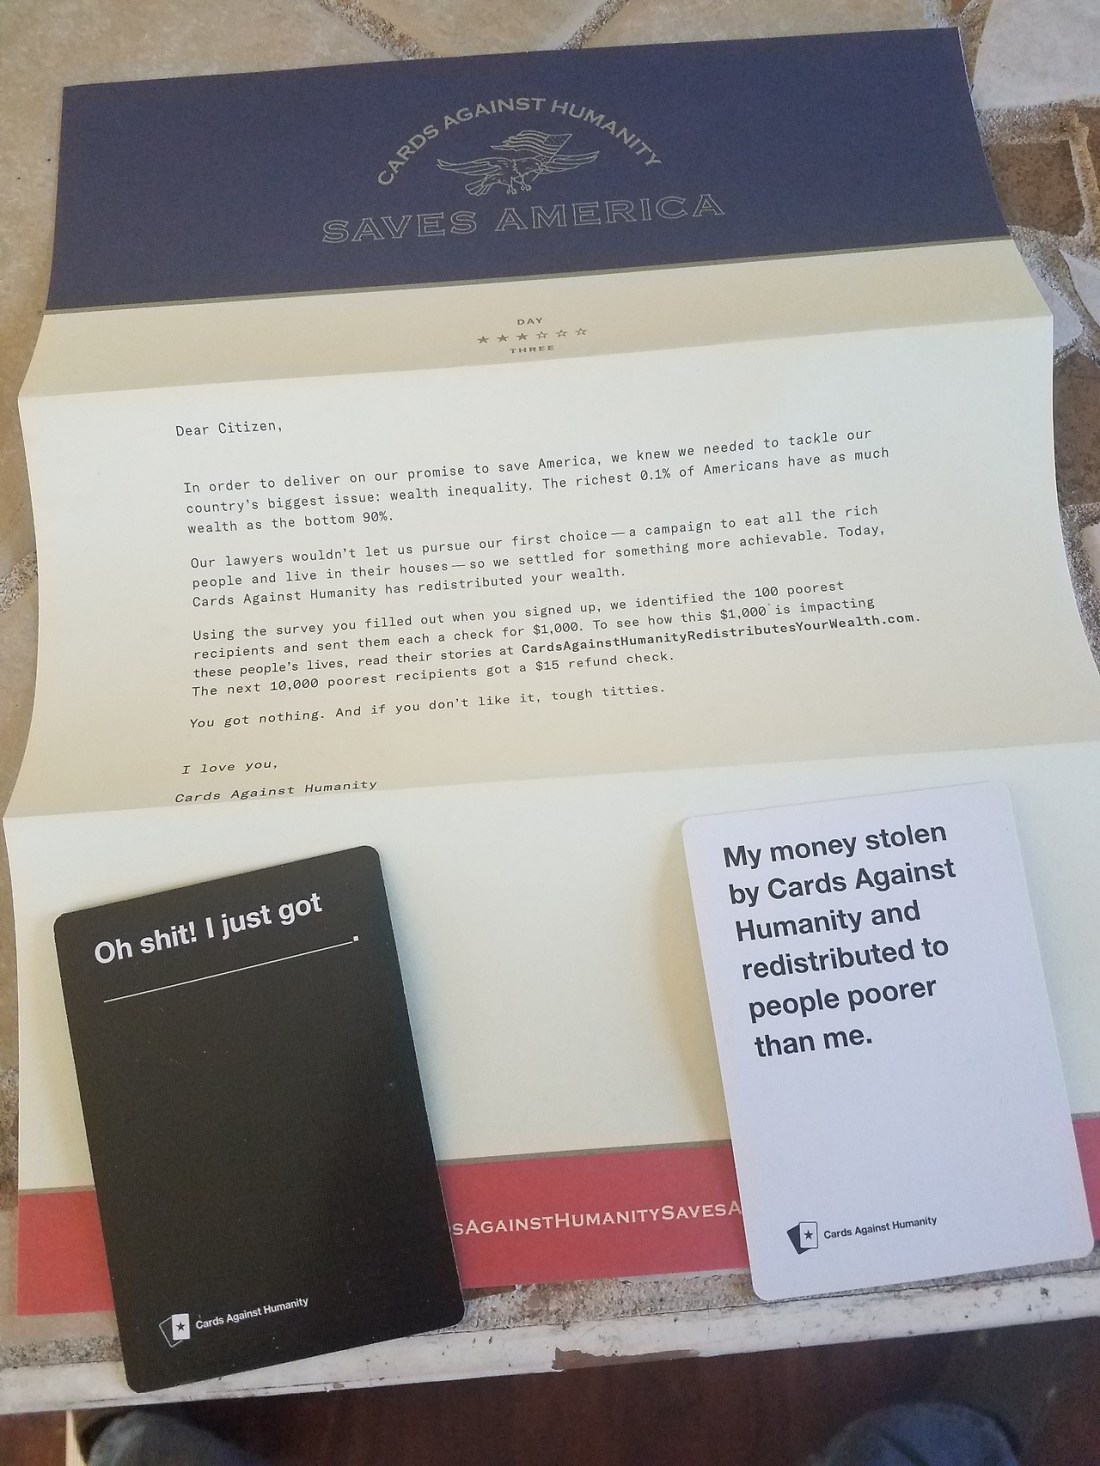 CARDS AGAINST HUMANITY
SAVES AMERICA
DAY
THREE
Dear Citizen,
In order to deliver on our promise to save America, we knew we needed to tackle our
country's biggest issue: wealth inequality. The richest 0.1% of Americans have as much
wealth as the bottom 90%.
Our lawyers wouldn't let us pursue our first choice—a campaign to eat all the rich
people and live in their houses—so we settled for something more achievable. Today,
Cards Against Humanity has redistributed your wealth.
Using the survey you filled out when you signed up, we identified the 100 poorest
recipients and sent them each a check for $1,000. To see how this $1,000 is impacting
these people's lives, read their stories at CardsAgainstHumanityRedistributesYourWealth.com.
The next 10,000 poorest recipients got a $15 refund check.
You got nothing. And if you don't like it, tough titties.
I love you,
Cards Against Humanity
Oh shit! I just got
.
Cards Against Humanity
My money stolen
by Cards Against
Humanity and
redistributed to
people poorer
than me.
Cards Against Humanity
SAGAINSTHUMANITYSAVESA